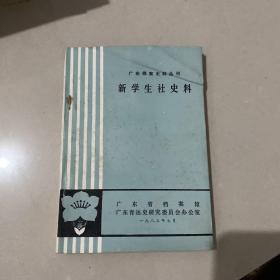 广东档案史料丛刊
新学生社史料
广东省档案馆
广东青运史研究委员会办公室
一九八三年七月